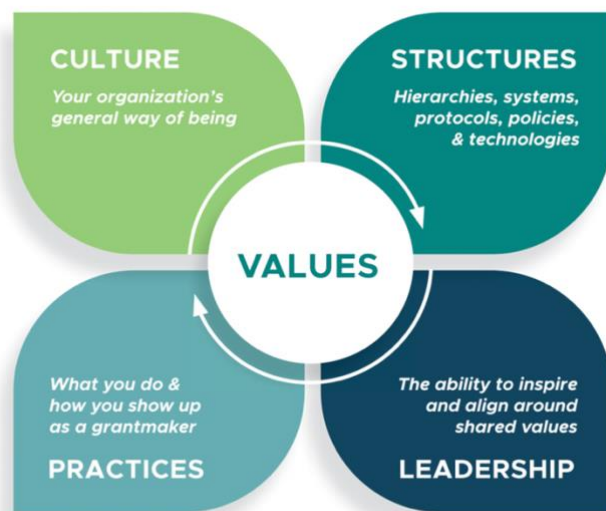 CULTURE
Your organization's
general way of being
STRUCTURES
Hierarchies, systems,
protocols, policies,
& technologies
VALUES
What you do &
how you show up
as a grantmaker
PRACTICES
The ability to inspire
and align around
shared values
LEADERSHIP